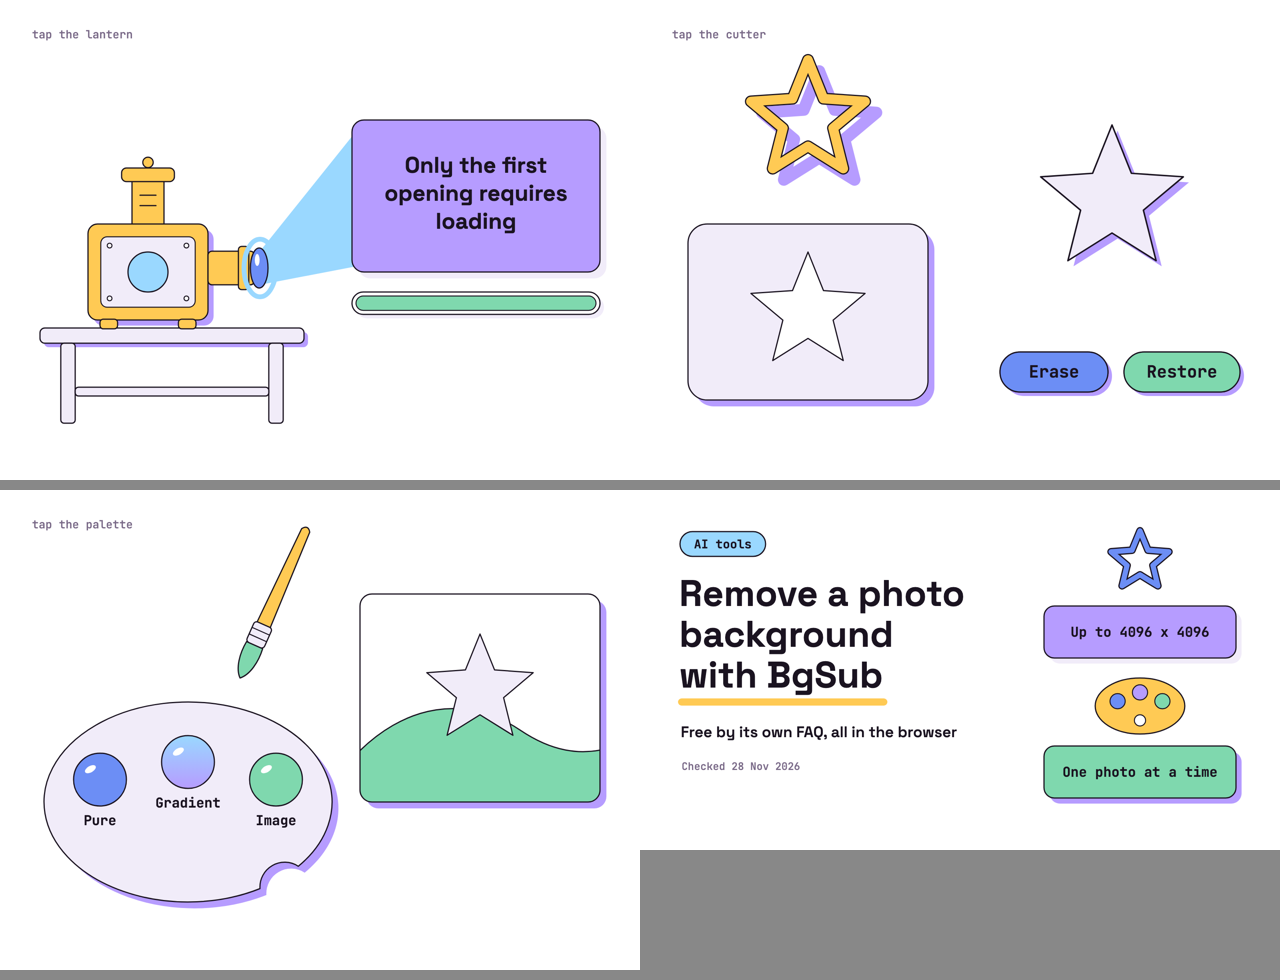 tap the lantern
Only the first
opening requires
loading
tap the cutter
Erase
Restore
tap the palette
Pure
Gradient
Image
AI tools
Remove a photo
background
with BgSub
Free by its own FAQ, all in the browser
Checked 28 Nov 2026
Up to 4096 x 4096
One photo at a time